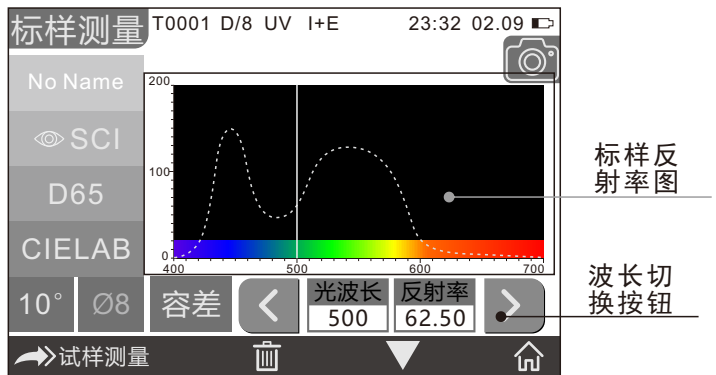 标样测量 T0001 D/8 UV I+E 23:32 02.09
No Name
SCI
D65
CIELAB
10° Ø8 容差
200
100
0
400 500 600 700
光波长 反射率
500 62.50
试样测量
标样反
射率图
波长切
换按钮